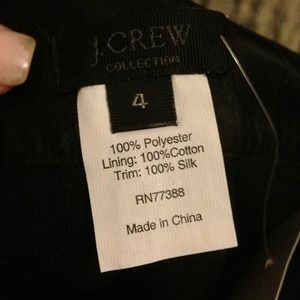 J.CREW
COLLECTION
4
100% Polyester
Lining: 100%Cotton
Trim: 100% Silk
RN77388
Made in China